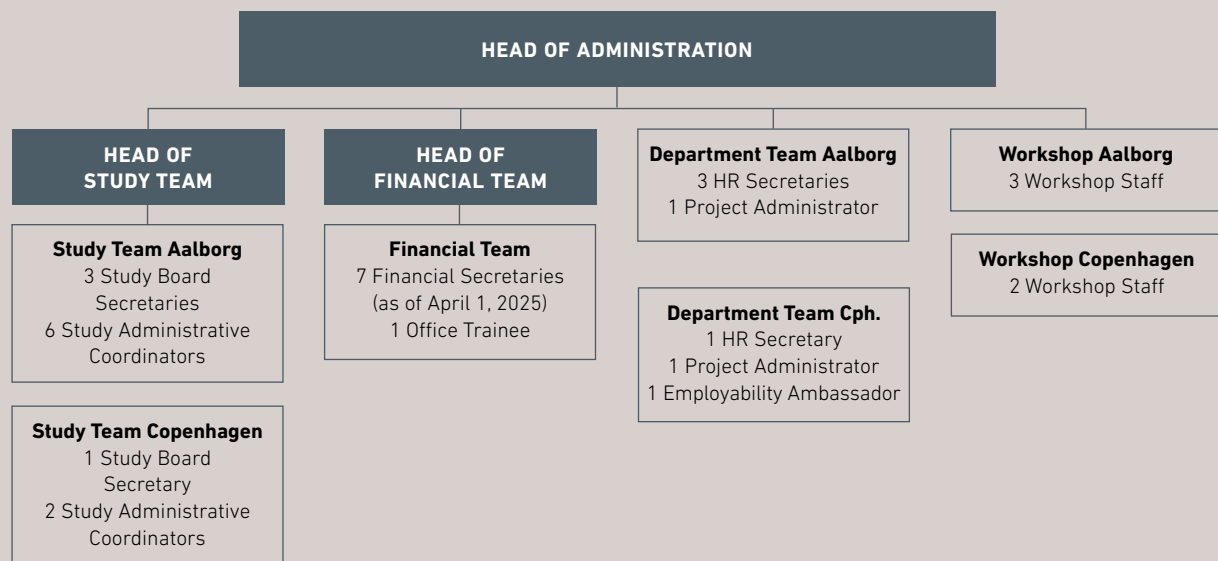 HEAD OF ADMINISTRATION
HEAD OF
STUDY TEAM
Study Team Aalborg
3 Study Board
Secretaries
6 Study Administrative
Coordinators
Study Team Copenhagen
1 Study Board
Secretary
2 Study Administrative
Coordinators
HEAD OF
FINANCIAL TEAM
Financial Team
7 Financial Secretaries
(as of April 1, 2025)
1 Office Trainee
Department Team Aalborg
3 HR Secretaries
1 Project Administrator
Department Team Cph.
1 HR Secretary
1 Project Administrator
1 Employability Ambassador
Workshop Aalborg
3 Workshop Staff
Workshop Copenhagen
2 Workshop Staff